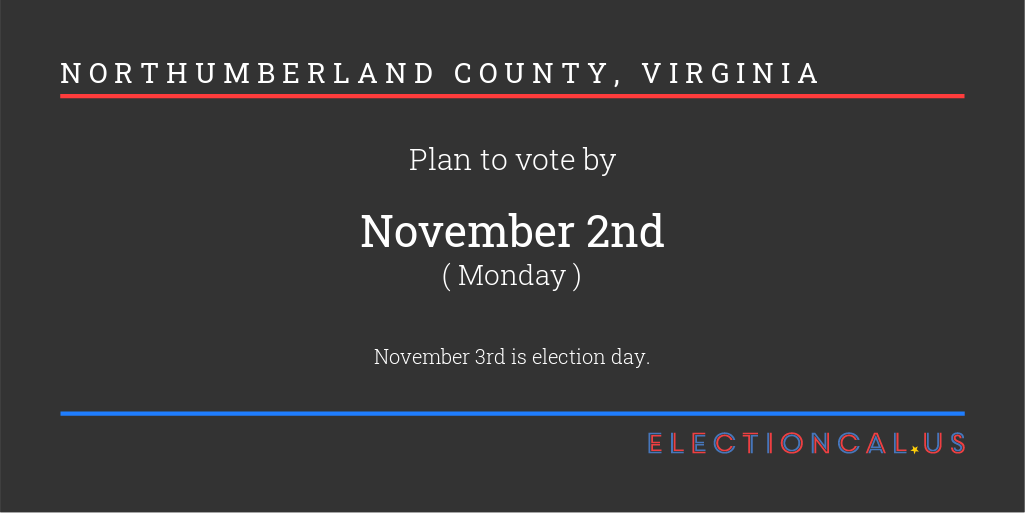 NORTHUMBERLAND COUNTY, VIRGINIA
Plan to vote by
November 2nd
( Monday )
November 3rd is election day.
ELECTIONCAL.US